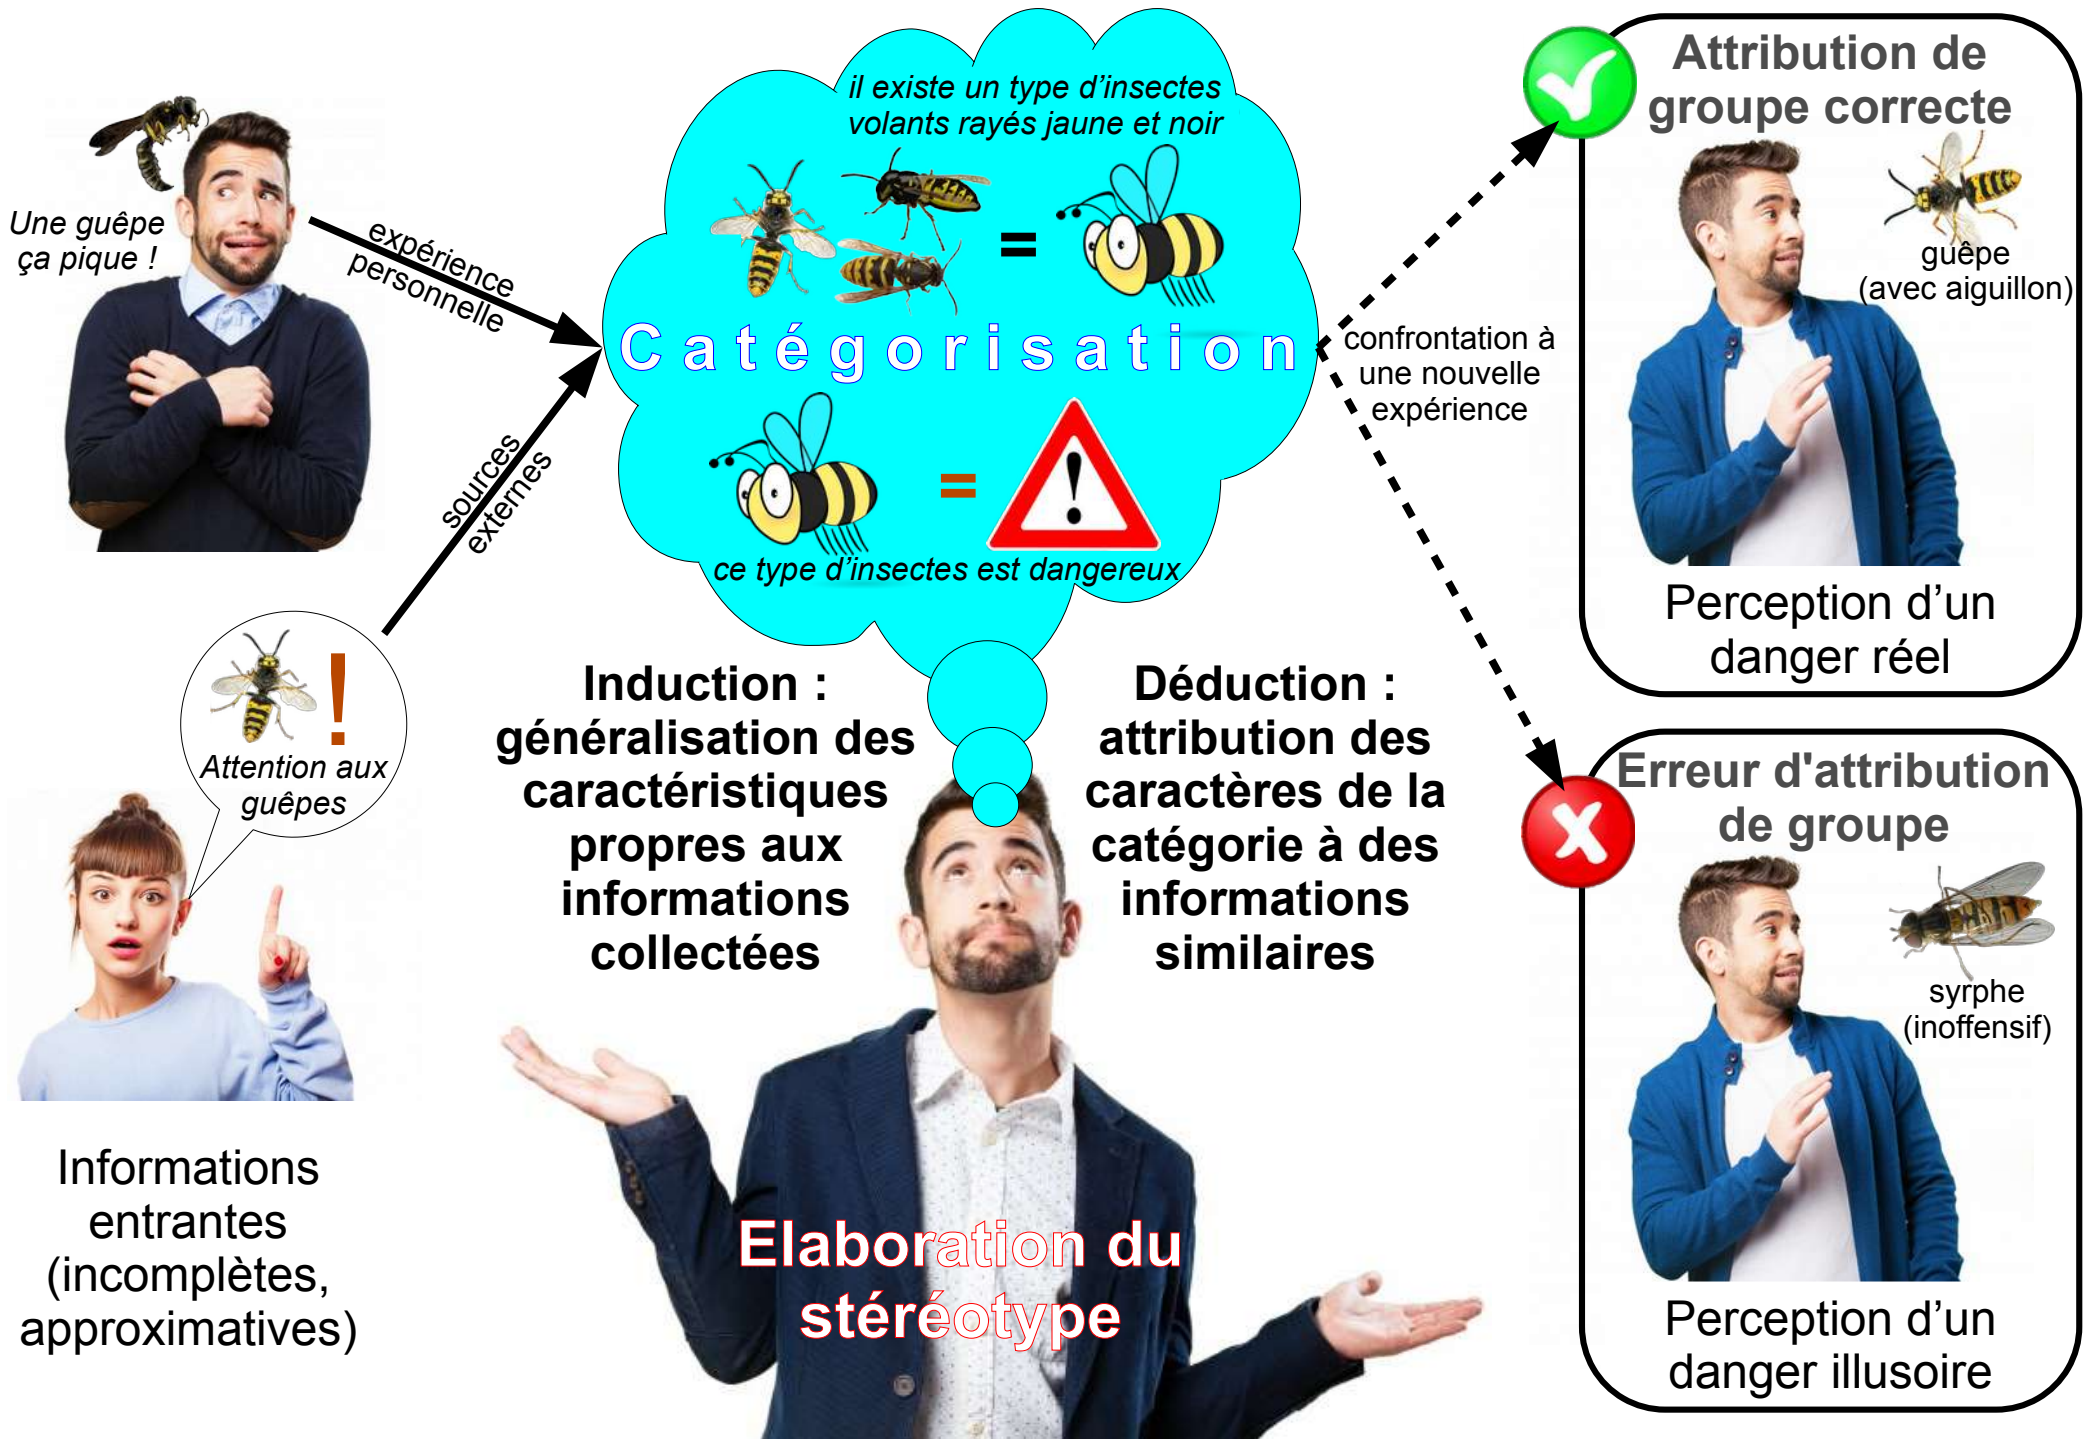 Une guêpe
ça pique !
expérience
personnelle
sources
externes
Attention aux
guêpes
Informations
entrantes
(incomplètes,
approximatives)
il existe un type d’insectes
volants rayés jaune et noir
=
Catégorisation
=
!
ce type d’insectes est dangereux
Induction :
généralisation des
caractéristiques
propres aux
informations
collectées
Déduction :
attribution des
caractères de la
catégorie à des
informations
similaires
Elaboration du
stéréotype
confrontation à
une nouvelle
expérience
Attribution de
groupe correcte
guêpe
(avec aiguillon)
Perception d’un
danger réel
Erreur d'attribution
de groupe
syrphe
(inoffensif)
Perception d’un
danger illusoire